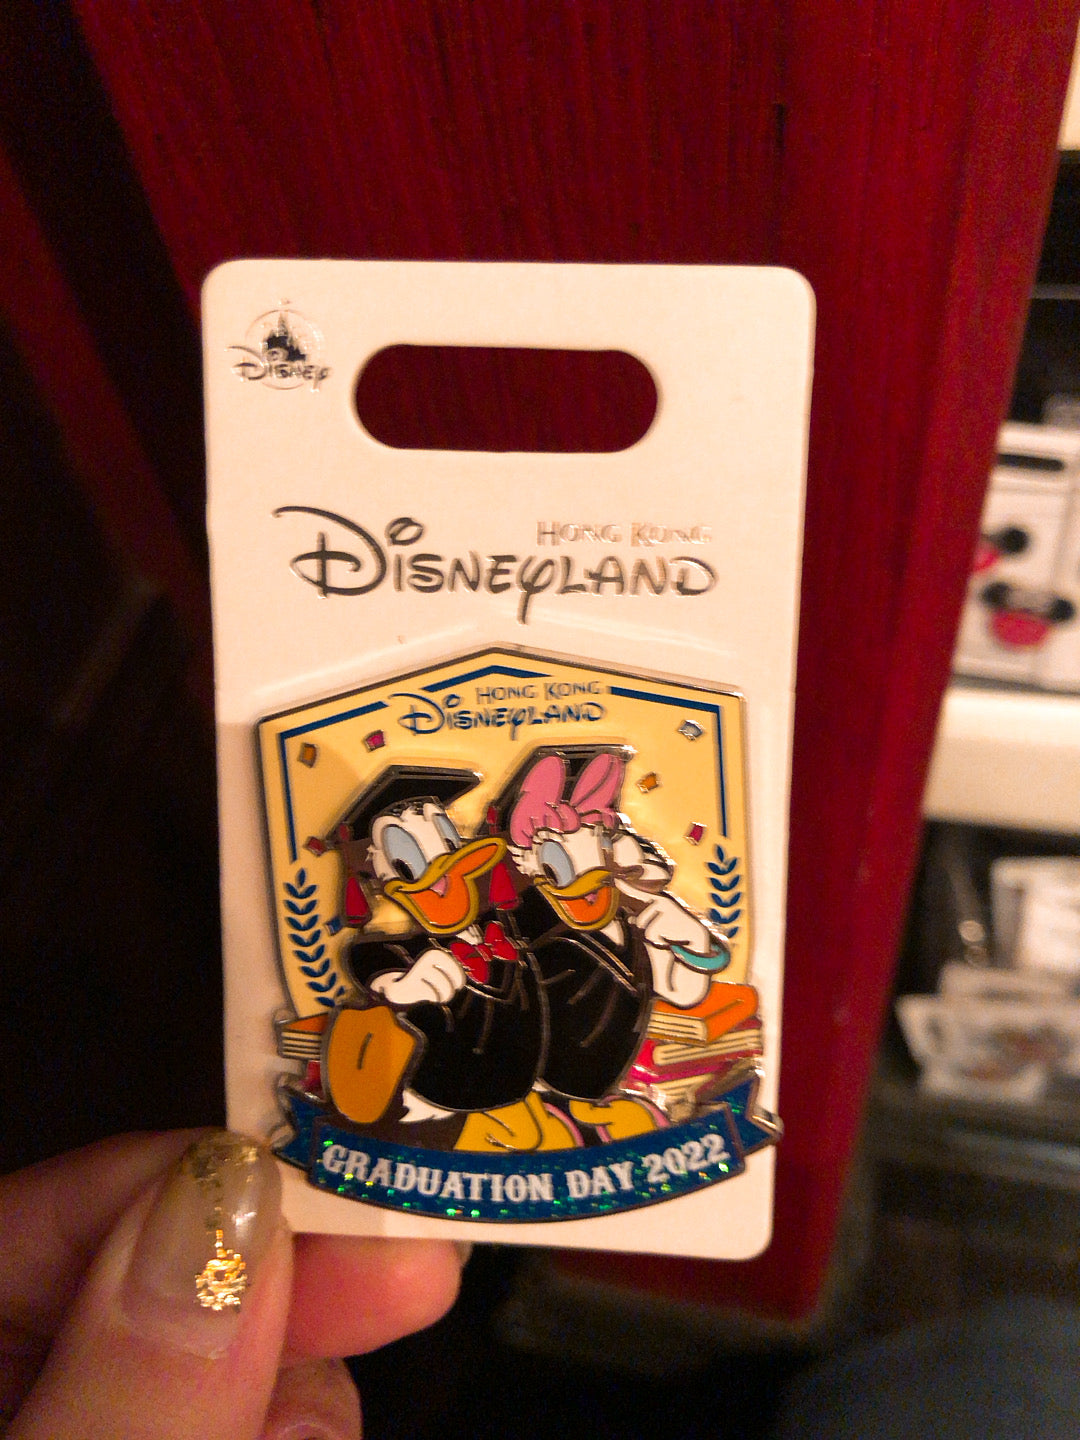 Disney
HONG KONG
Disneyland
HONG KONG
Disneyland
GRADUATION DAY 2022